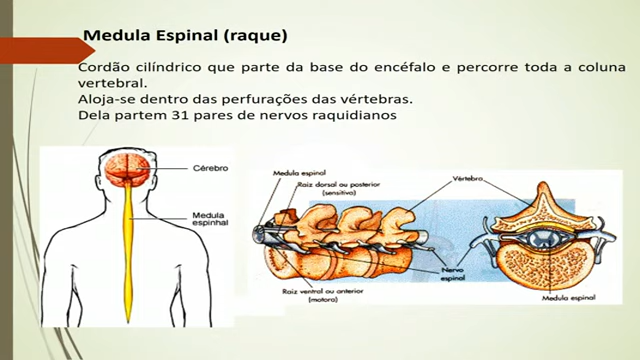 Medula Espinal (raque)
Cordão cilíndrico que parte da base do encéfalo e percorre toda a coluna
vertebral.
Aloja-se dentro das perfurações das vértebras.
Dela partem 31 pares de nervos raquidianos
Cérebro
Medula
espinhal
Medula espinal
Raiz dorsal ou posterior
(sensitivo)
Vértebra
Nervo
espinal
Raiz ventral ou anterior
(motora)
Medula espinal